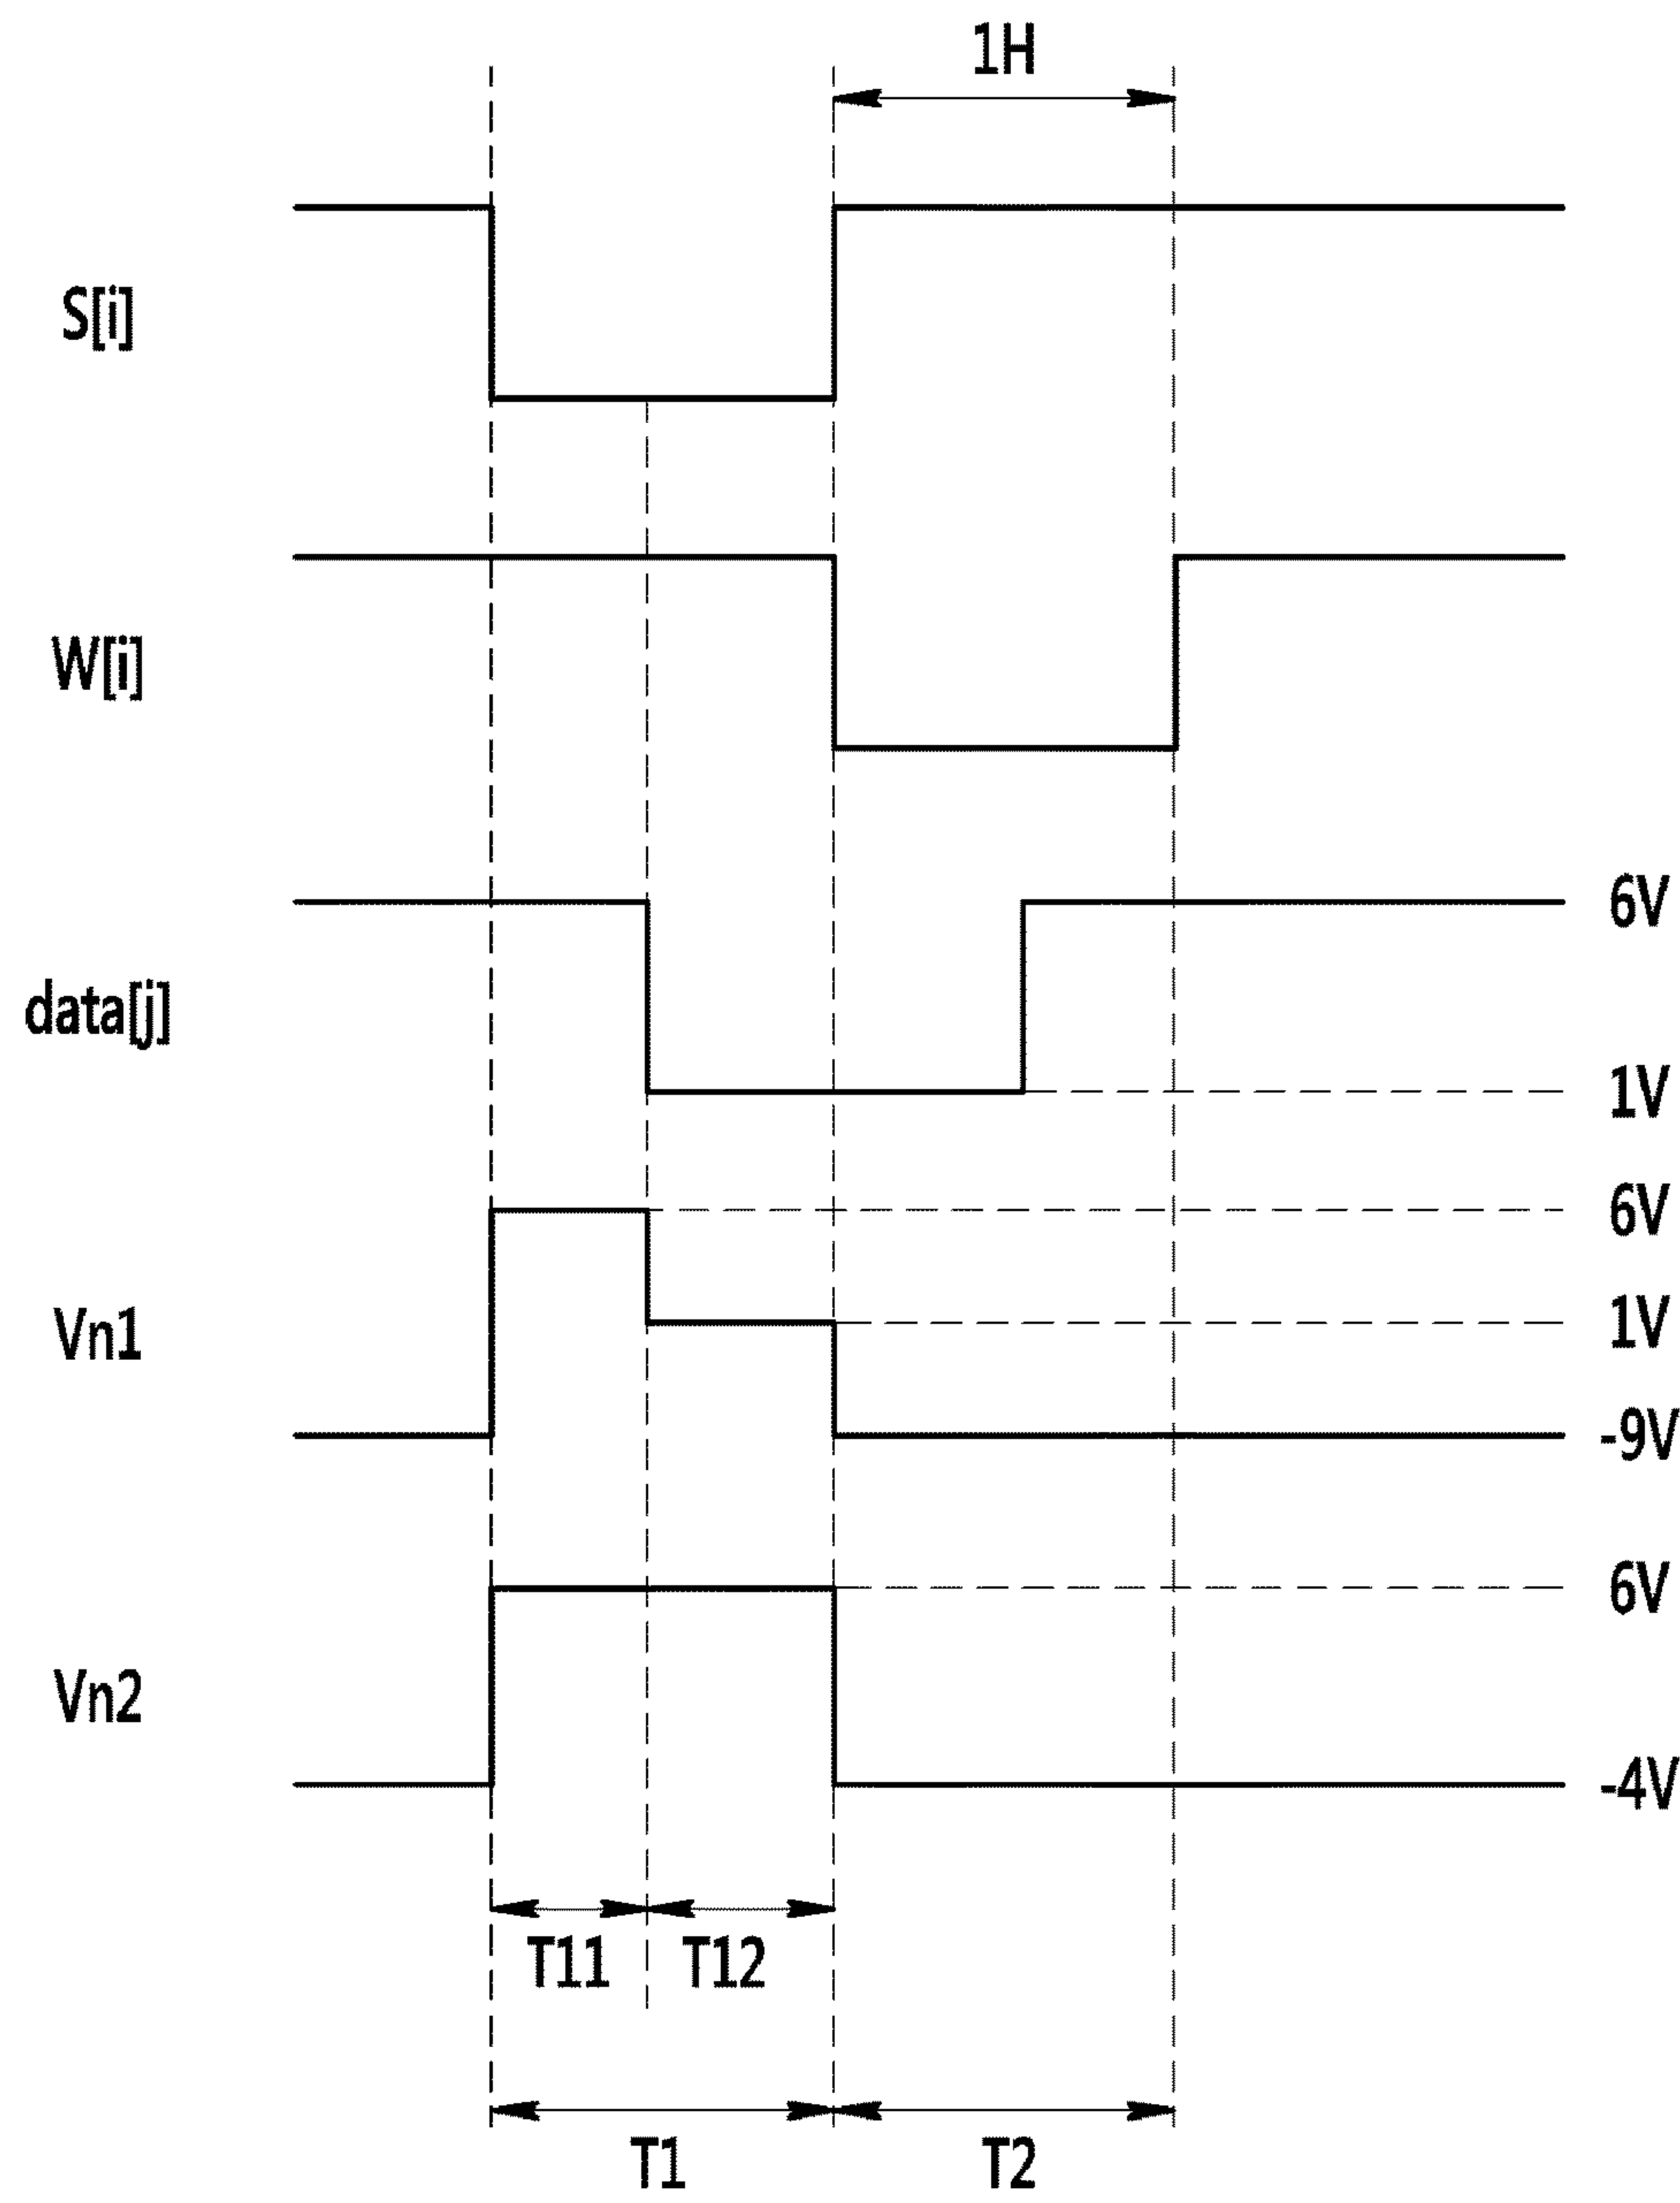 1H
S[i]
W[i]
6V
data[j]
1V
6V
Vn1
1V
-9V
6V
Vn2
-4V
T11 T12
T1 T2